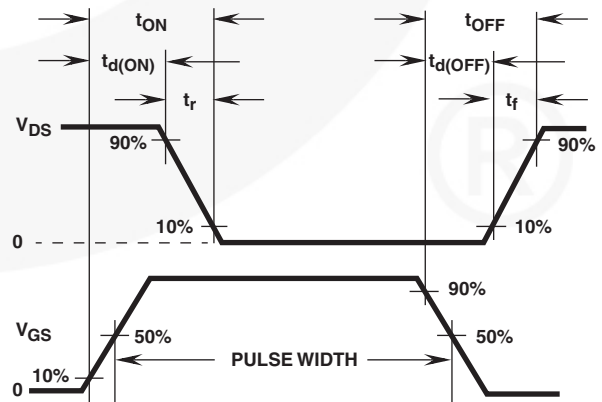 tON tOFF
td(ON) td(OFF)
tr tf
VDS
90% 90%
10% 10%
0
90%
VGS
50% 50%
PULSE WIDTH
10%
0
®